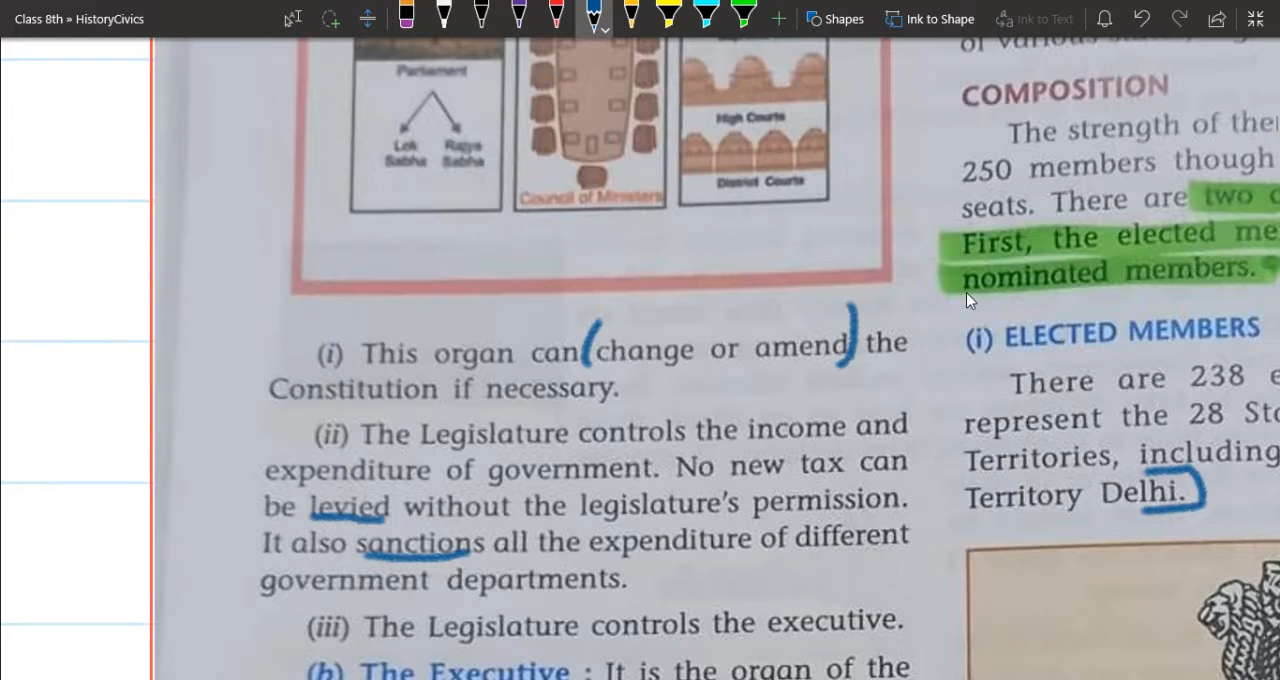 Class 8th » HistoryCivics
Shapes
Ink to Shape
Ink to Text
Parliament
Lok Rajya
Sabha Sabha
Council of Ministers
High Courts
District Courts
(i) This organ can change or amend the
Constitution if necessary.
(ii) The Legislature controls the income and
expenditure of government. No new tax can
be levied without the legislature's permission.
It also sanctions all the expenditure of different
government departments.
(iii) The Legislature controls the executive.
(b) The Executive : It is the organ of the
of various
COMPOSITION
The strength of the
250 members though
seats. There are two
First, the elected me
nominated members.
(i) ELECTED MEMBERS
There are 238 e
represent the 28 Sta
Territories, including
Territory Delhi.